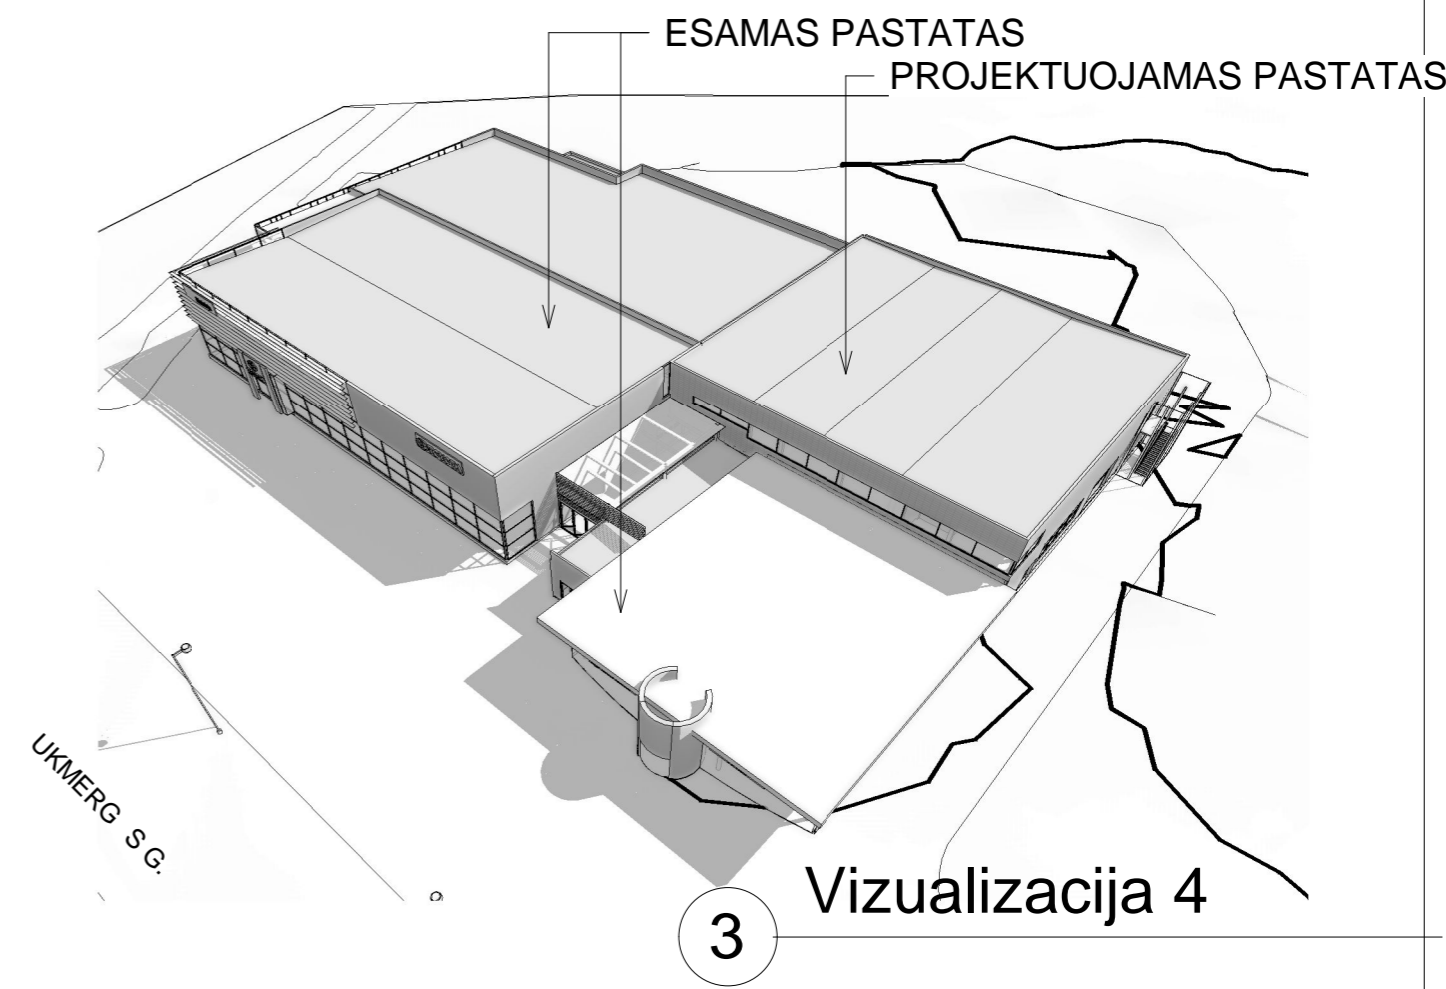 ESAMAS PASTATAS
PROJEKTUOJAMAS PASTATAS
UKMERG S G.
Vizualizacija 4
3